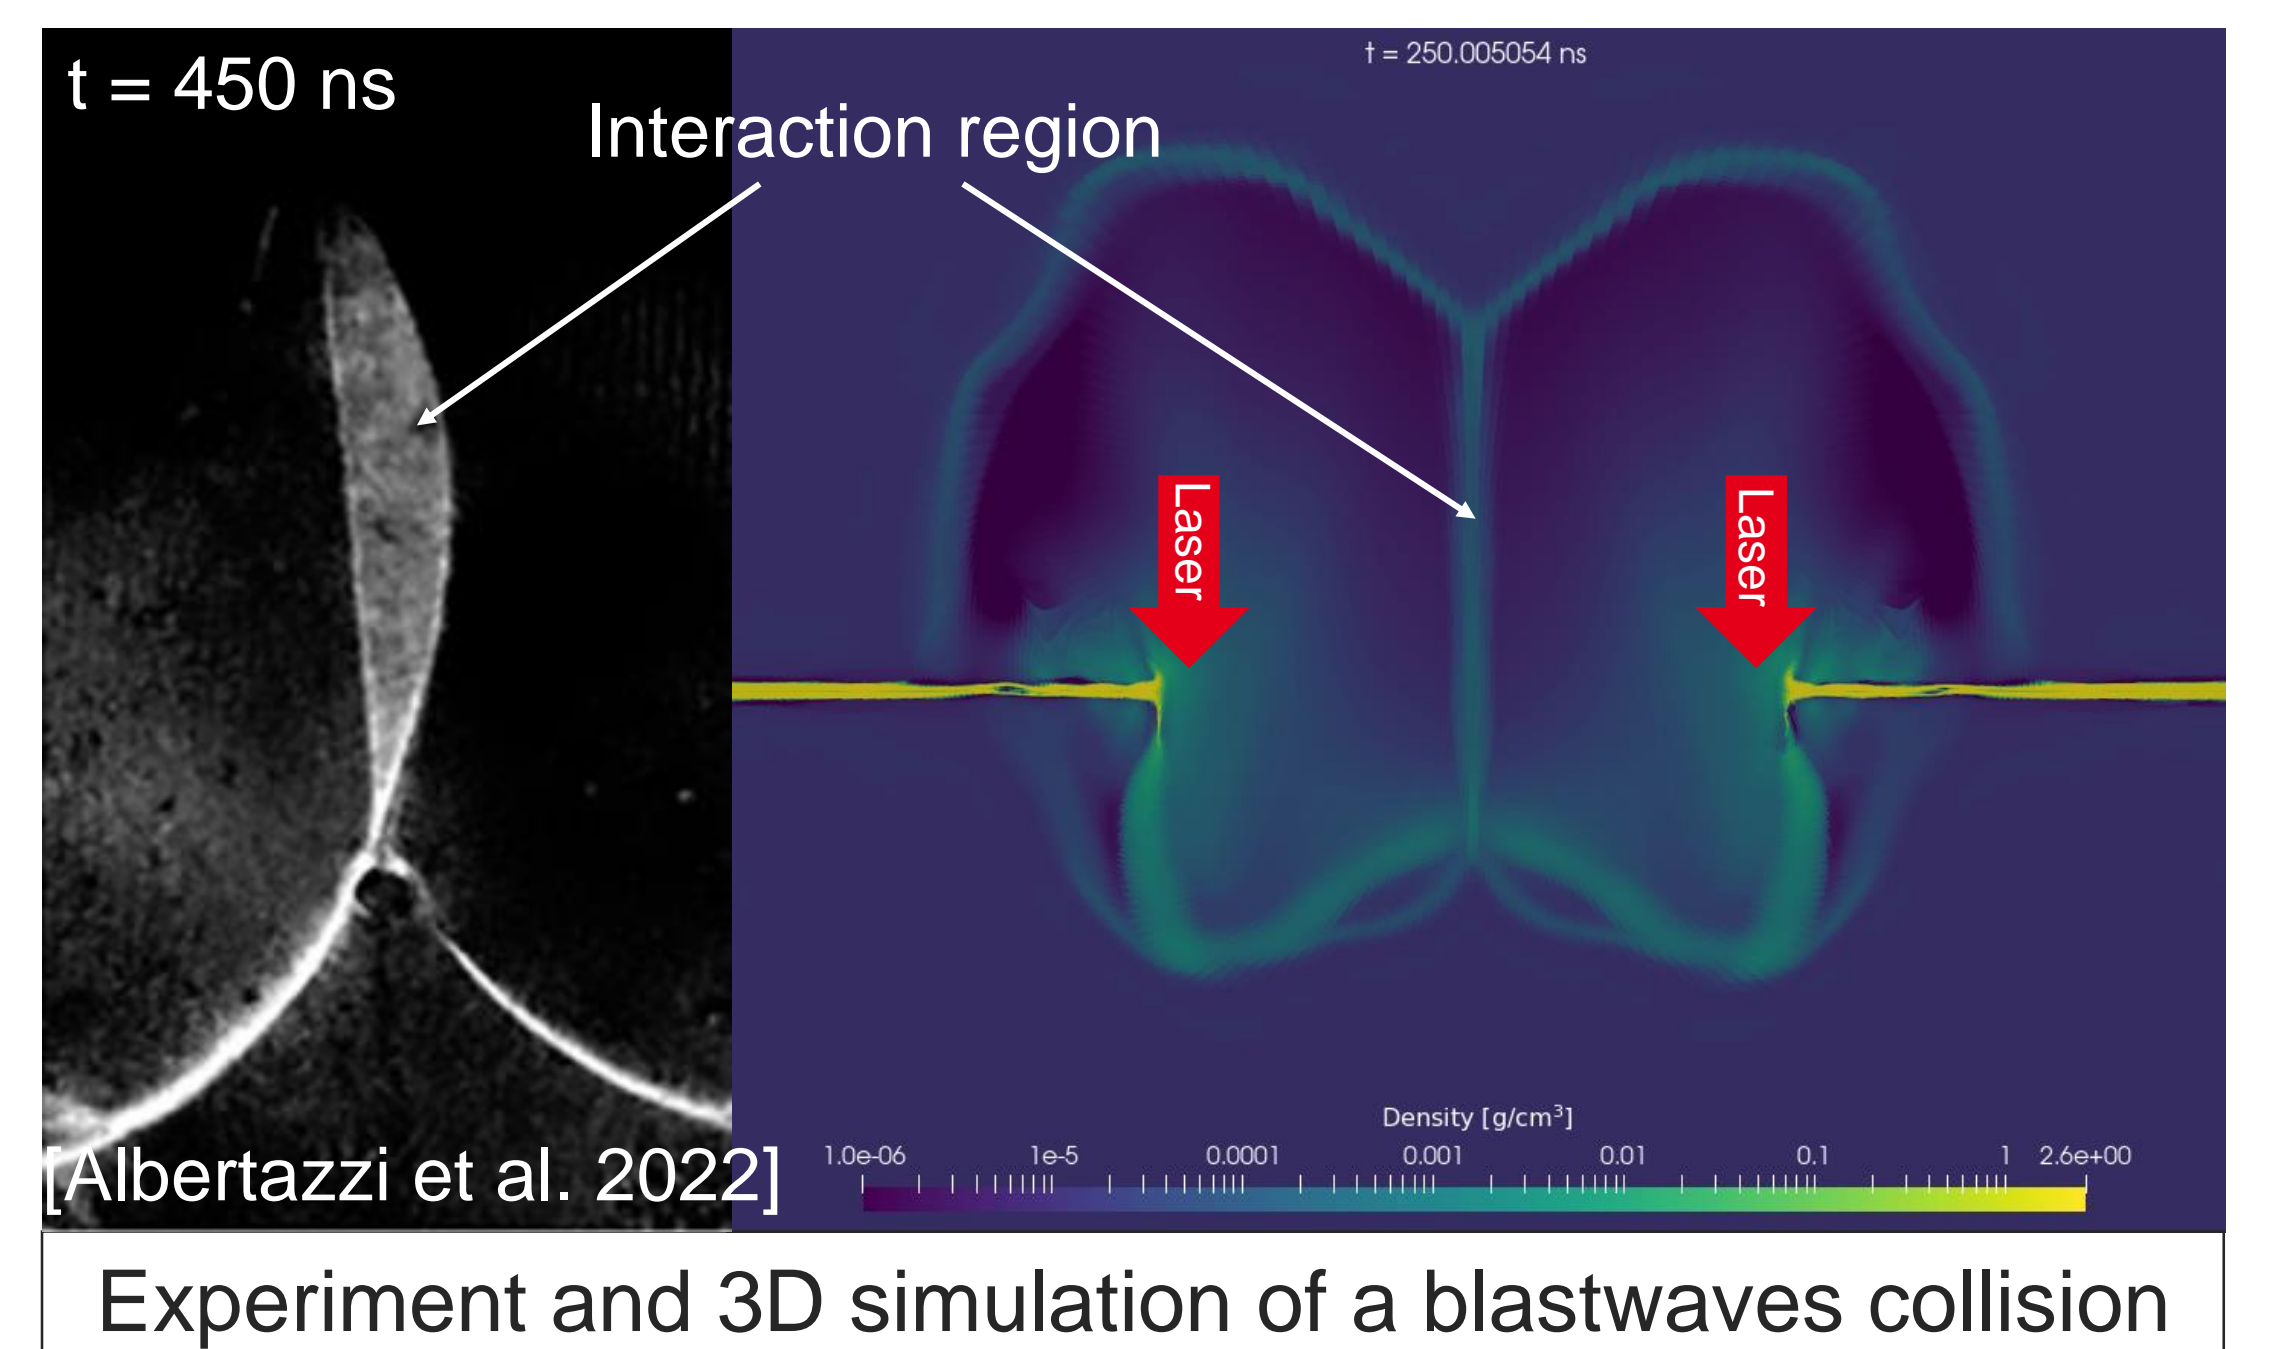 t = 450 ns
t = 250.005054 ns
Interaction region
Laser
Laser
Density [g/cm³]
1.0e-06 1e-5 0.0001 0.001 0.01 0.1 1 2.6e+00
[Albertazzi et al. 2022]
Experiment and 3D simulation of a blastwaves collision